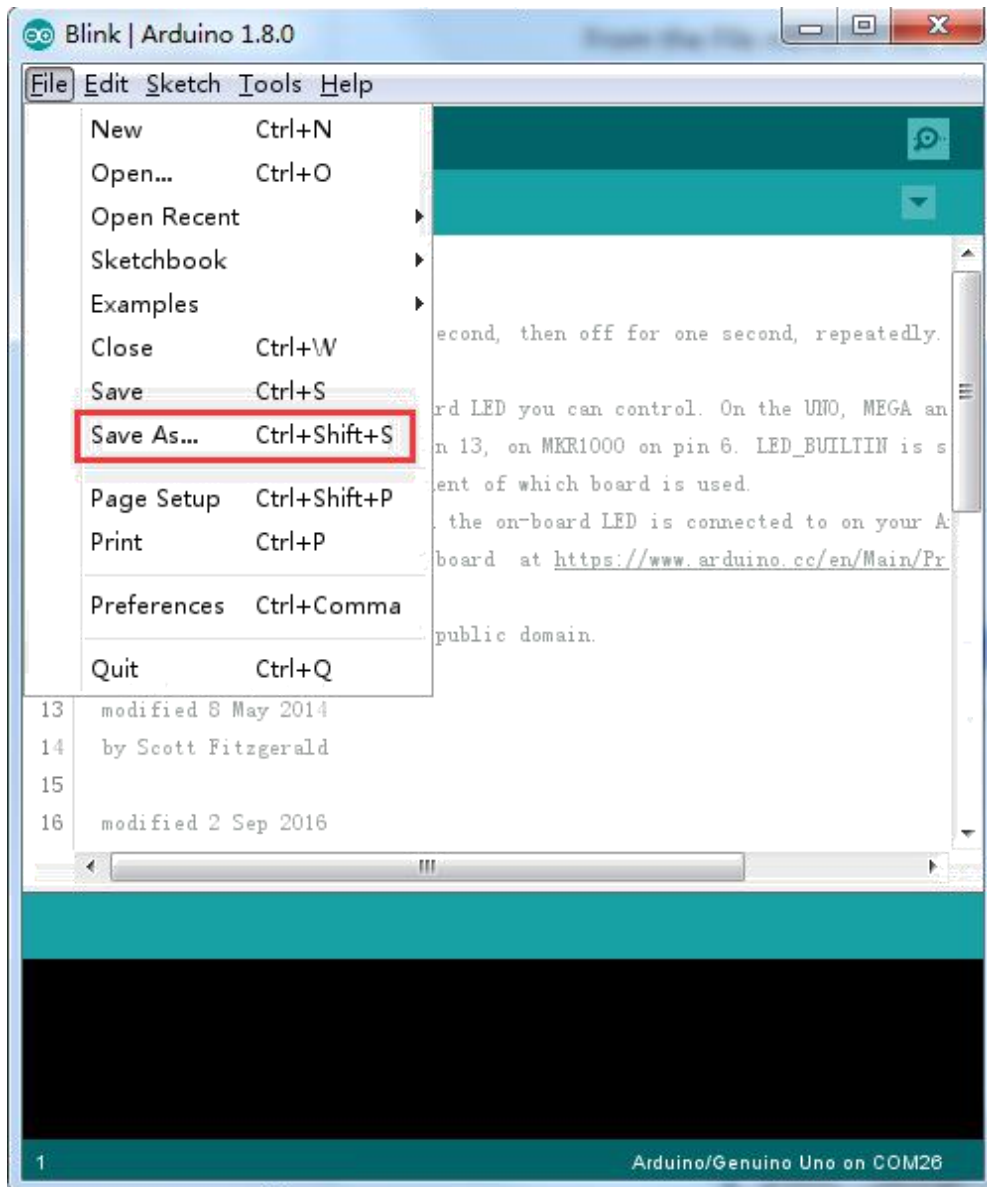 Blink | Arduino 1.8.0
File Edit Sketch Tools Help
New Ctrl+N
Open... Ctrl+O
Open Recent
Sketchbook
Examples
Close Ctrl+W
Save Ctrl+S
Save As... Ctrl+Shift+S
Page Setup Ctrl+Shift+P
Print Ctrl+P
Preferences Ctrl+Comma
Quit Ctrl+Q
econd, then off for one second, repeatedly.
rd LED you can control. On the UNO, MEGA an
n 13, on MKR1000 on pin 6. LED_BUILTIN is s
ent of which board is used.
the on-board LED is connected to on your A
board at https://www.arduino.cc/en/Main/Pr
public domain.
13 modified 8 May 2014
14 by Scott Fitzgerald
15
16 modified 2 Sep 2016
1 Arduino/Genuino Uno on COM26